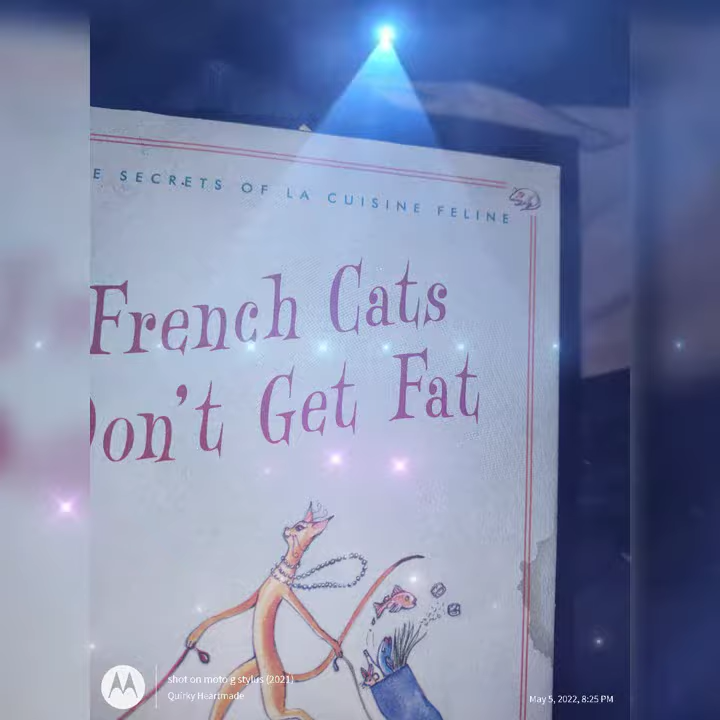 E SECRETS OF LA CUISINE FELINE
French Cats
Don't Get Fat
shot on moto g stylus (2021)
Quirky Heartmade
May 5, 2022, 8:25 PM